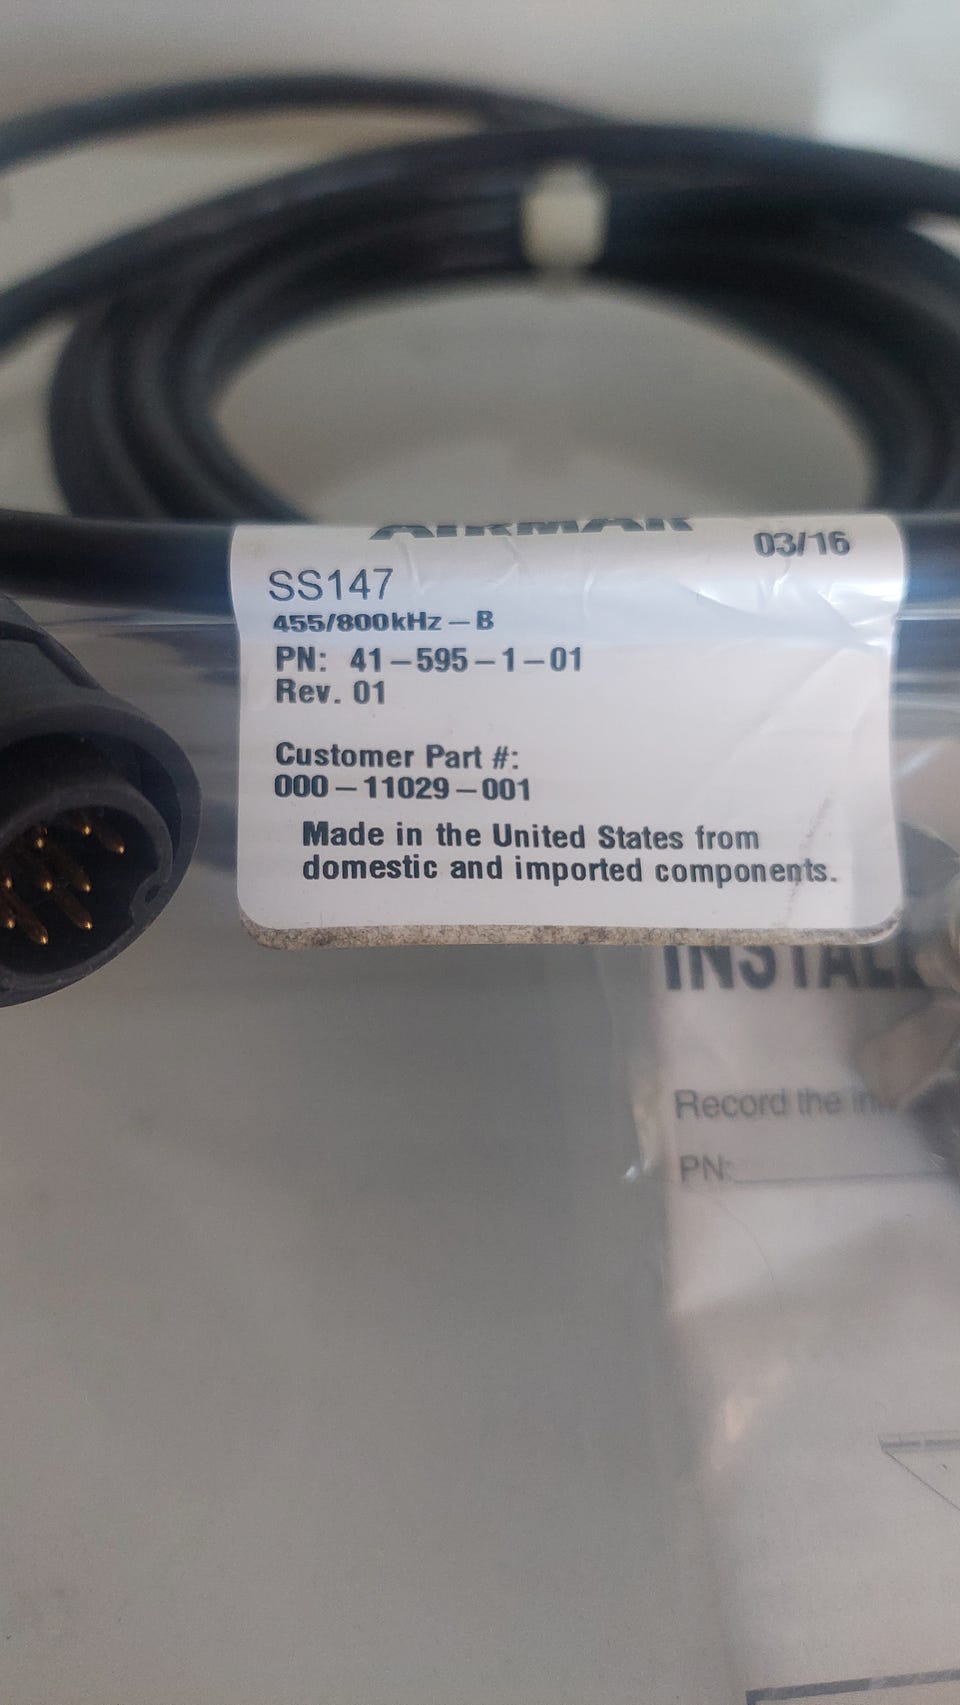 AIRMAR
03/16
SS147
455/800kHz-B
PN: 41-595-1-01
Rev. 01
Customer Part #:
000-11029-001
Made in the United States from
domestic and imported components.
Record the
PN: